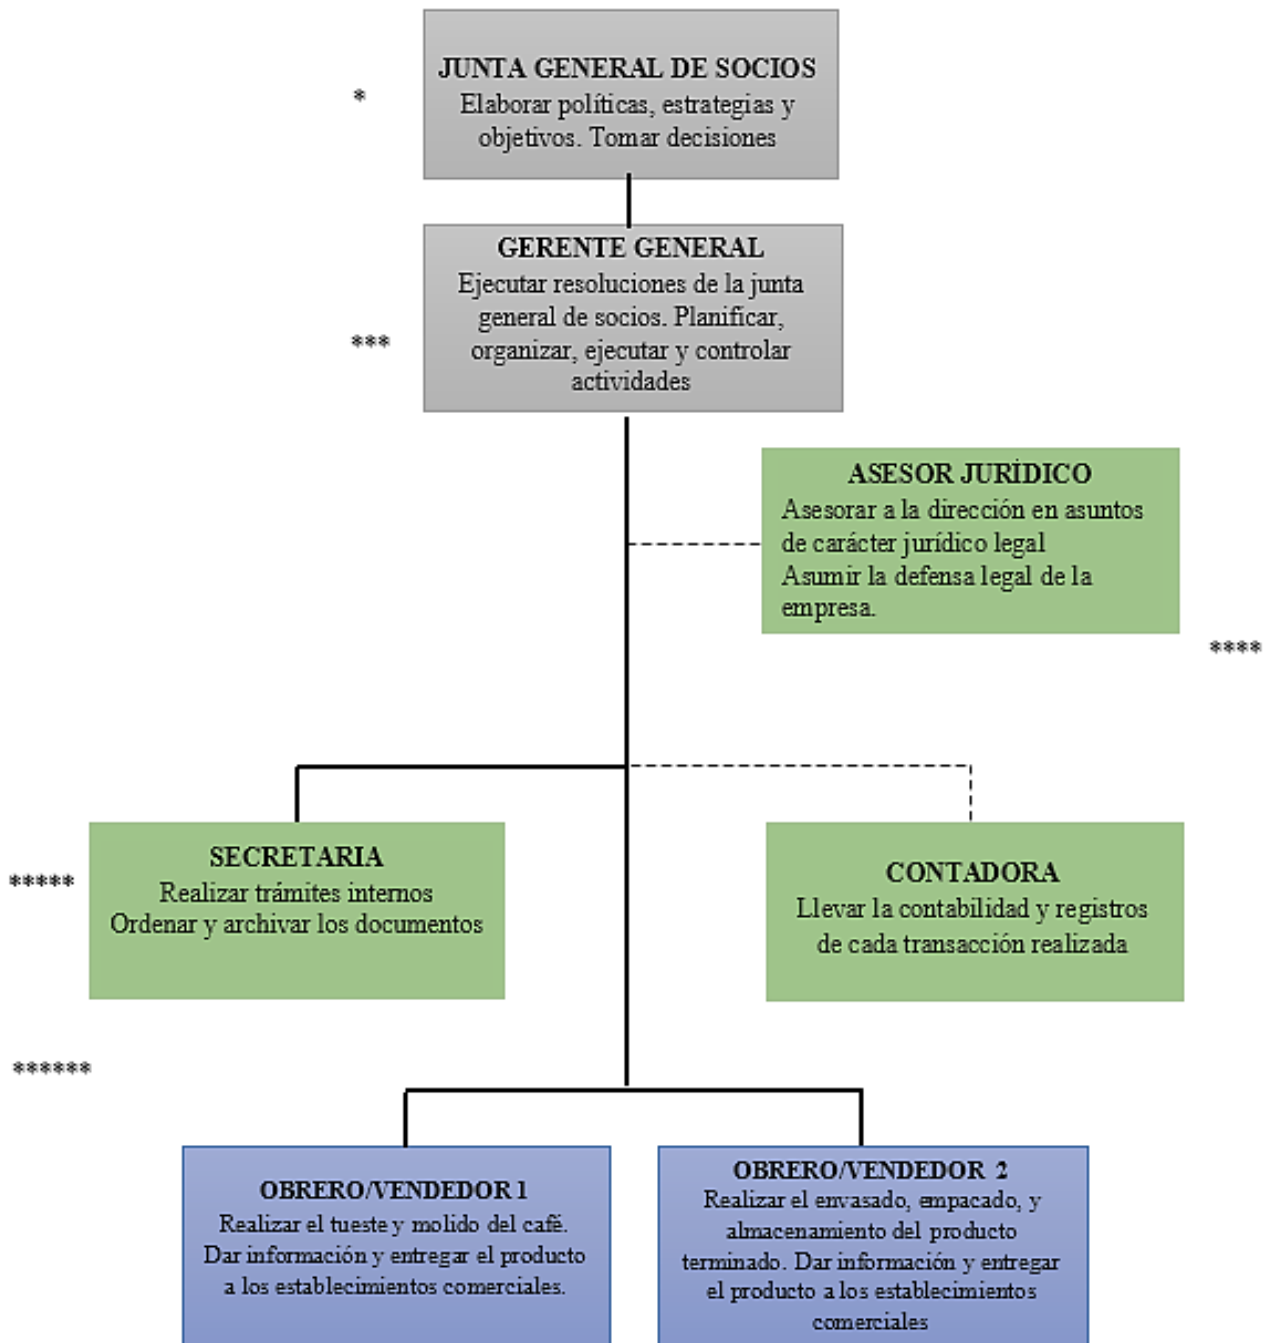 JUNTA GENERAL DE SOCIOS
*
Elaborar políticas, estrategias y
objetivos. Tomar decisiones
GERENTE GENERAL
Ejecutar resoluciones de la junta
general de socios. Planificar,
***
organizar, ejecutar y controlar
actividades
ASESOR JURÍDICO
Asesorar a la dirección en asuntos
de carácter jurídico legal
Asumir la defensa legal de la
empresa.
****
*****
SECRETARIA
Realizar trámites internos
Ordenar y archivar los documentos
CONTADORA
Llevar la contabilidad y registros
de cada transacción realizada
******
OBRERO/VENDEDOR 1
Realizar el tueste y molido del café.
Dar información y entregar el producto
a los establecimientos comerciales.
OBRERO/VENDEDOR 2
Realizar el envasado, empacado, y
almacenamiento del producto
terminado. Dar información y entregar
el producto a los establecimientos
comerciales